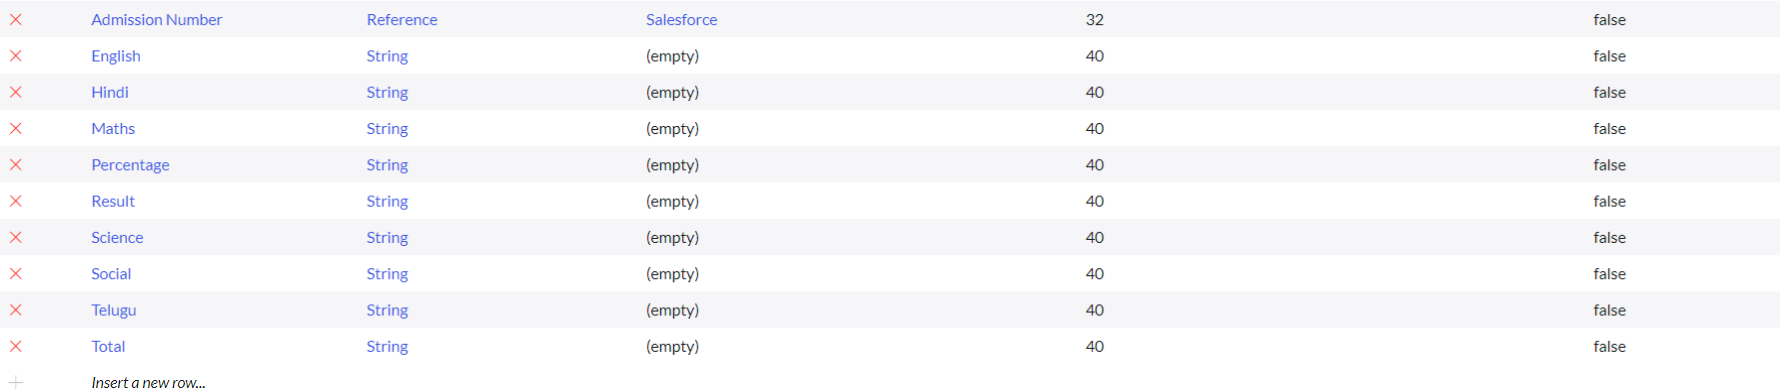 Admission Number Reference Salesforce 32 false
English String (empty) 40 false
Hindi String (empty) 40 false
Maths String (empty) 40 false
Percentage String (empty) 40 false
Result String (empty) 40 false
Science String (empty) 40 false
Social String (empty) 40 false
Telugu String (empty) 40 false
Total String (empty) 40 false
Insert a new row...